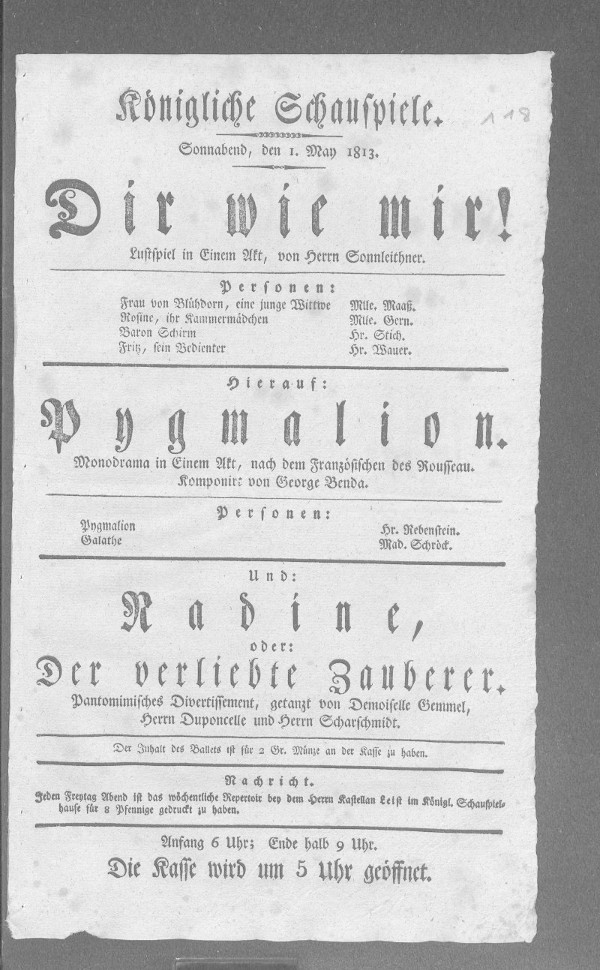 118
Königliche Schauspiele.
Sonnabend, den 1. May 1813.
Dir wie mir!
Lustspiel in Einem Akt, von Herrn Sonnleithner.
Personen:
Frau von Blühdorn, eine junge Wittwe Mlle. Maaß.
Rosine, ihr Kammermädchen Mlle. Gern.
Baron Schirm Hr. Stich.
Fritz, sein Bedienter Hr. Wauer.
Hierauf:
Pygmalion.
Monodrama in Einem Akt, nach dem Französischen des Rousseau.
Komponirt von George Benda.
Personen:
Pygmalion Hr. Rebenstein.
Galathe Mad. Schröck.
Und:
Nadine,
oder:
Der verliebte Zauberer.
Pantomimisches Divertissement, getanzt von Demoiselle Gemmel,
Herrn Duponcelle und Herrn Scharschmidt.
Der Inhalt des Ballets ist für 2 Gr. Münze an der Kasse zu haben.
Nachricht.
Jeden Freytag Abend ist das wöchentliche Repertoir bey dem Herrn Kastellan Leist im Königl. Schauspiel-
hause für 8 Pfennige gedruckt zu haben.
Anfang 6 Uhr; Ende halb 9 Uhr.
Die Kasse wird um 5 Uhr geöffnet.